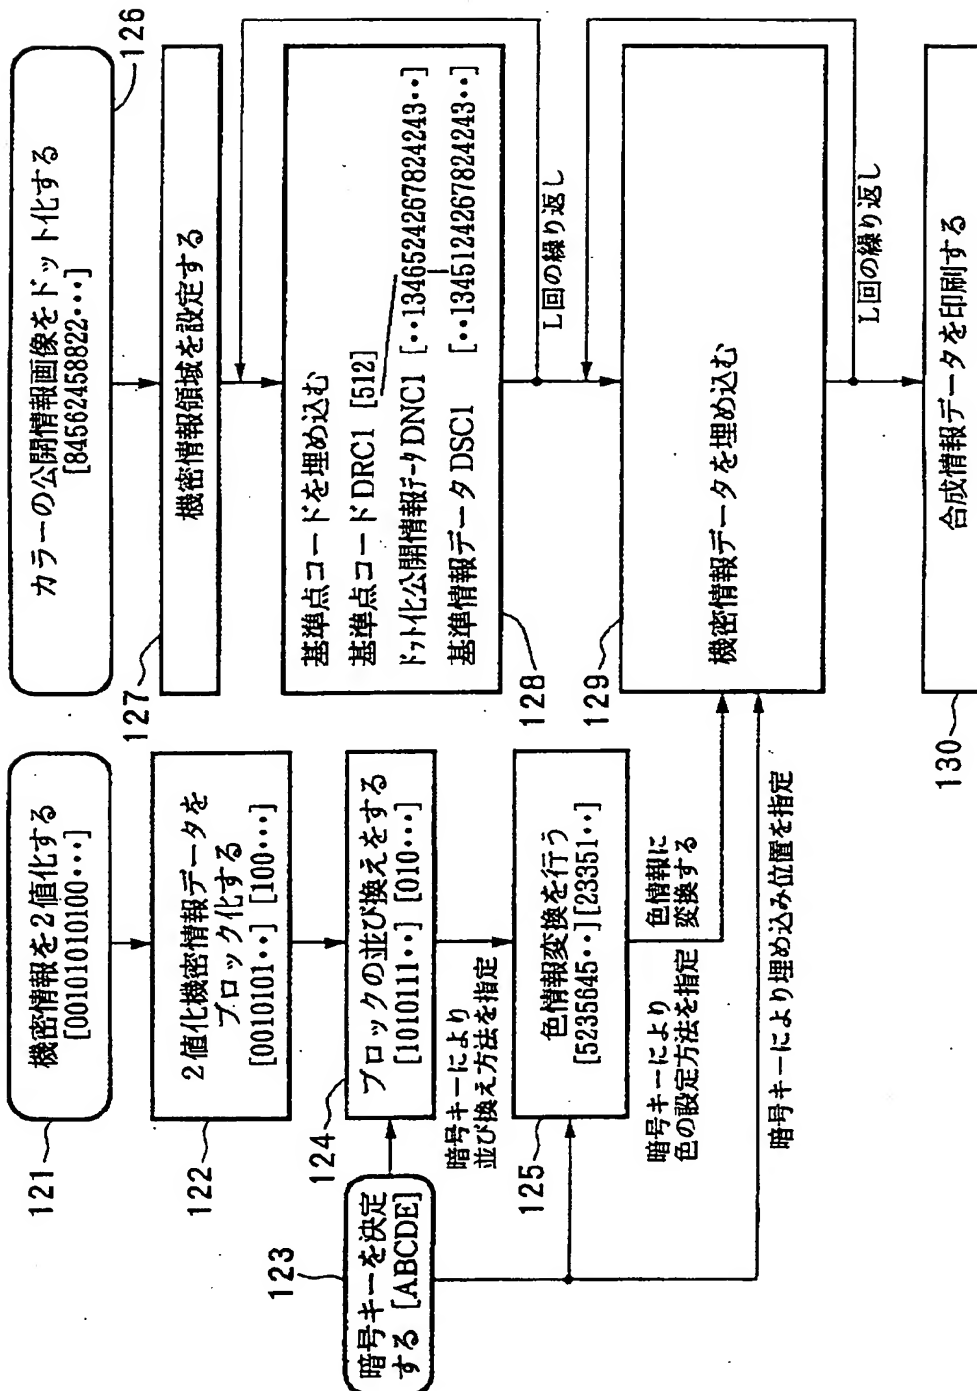 機密情報を2値化する
[00101010100・・・・]
121
2値化機密情報データを
ブロック化する
[0010101・・] [100・・・]
122
暗号キーを決定
する [ABCDE]
123
ブロックの並び換えをする
[1010111・・] [010・・・]
124
暗号キーにより
並び換え方法を指定
色情報変換を行う
[5235645・・][23351・・]
125
暗号キーにより
色の設定方法を指定
色情報に
変換する
暗号キーにより埋め込み位置を指定
カラーの公開情報画像をドット化する
[84562458822・・・]
126
機密情報領域を設定する
127
基準点コードを埋め込む
基準点コードDRC1 [512]
ドット化公開情報データDNC1 [・・1346524267824243・・]
基準情報データDSC1 [・・1345124267824243・・]
128
L回の繰り返し
機密情報データを埋め込む
129
L回の繰り返し
合成情報データを印刷する
130